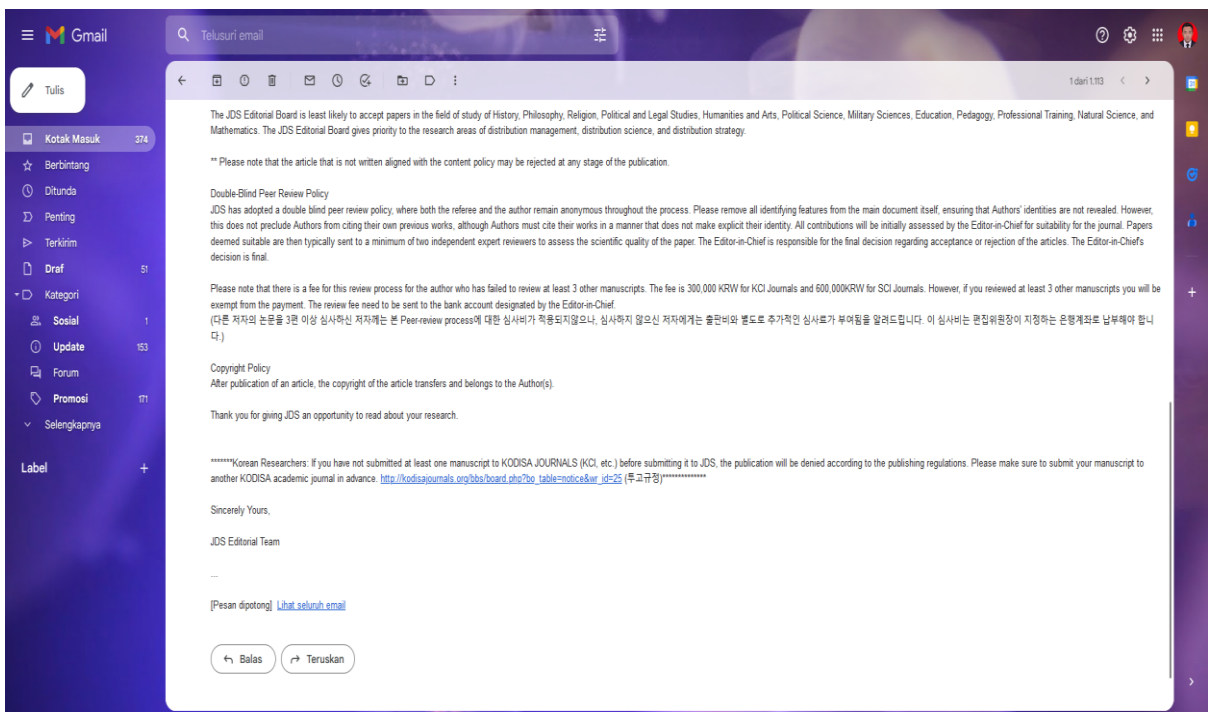 Gmail
Telusuri email
Tulis
1 dari 1.113
Kotak Masuk 374
Berbintang
Ditunda
Penting
Terkirim
Draf 51
Kategori
Sosial 1
Update 153
Forum
Promosi 171
Selengkapnya
Label
The JDS Editorial Board is least likely to accept papers in the field of study of History, Philosophy, Religion, Political and Legal Studies, Humanities and Arts, Political Science, Military Sciences, Education, Pedagogy, Professional Training, Natural Science, and
Mathematics. The JDS Editorial Board gives priority to the research areas of distribution management, distribution science, and distribution strategy.
** Please note that the article that is not written aligned with the content policy may be rejected at any stage of the publication.
Double-Blind Peer Review Policy
JDS has adopted a double blind peer review policy, where both the referee and the author remain anonymous throughout the process. Please remove all identifying features from the main document itself, ensuring that Authors' identities are not revealed. However,
this does not preclude Authors from citing their own previous works, although Authors must cite their works in a manner that does not make explicit their identity. All contributions will be initially assessed by the Editor-in-Chief for suitability for the journal. Papers
deemed suitable are then typically sent to a minimum of two independent expert reviewers to assess the scientific quality of the paper. The Editor-in-Chief is responsible for the final decision regarding acceptance or rejection of the articles. The Editor-in-Chief's
decision is final.
Please note that there is a fee for this review process for the author who has failed to review at least 3 other manuscripts. The fee is 300,000 KRW for KCI Journals and 600,000KRW for SCI Journals. However, if you reviewed at least 3 other manuscripts you will be
exempt from the payment. The review fee need to be sent to the bank account designated by the Editor-in-Chief.
(다른 저자의 논문을 3편 이상 심사하신 저자께는 본 Peer-review process에 대한 심사비가 적용되지않으나, 심사하지 않으신 저자에게는 출판비와 별도로 추가적인 심사료가 부여됨을 알려드립니다. 이 심사비는 편집위원장이 지정하는 은행계좌로 납부해야 합니
다.)
Copyright Policy
After publication of an article, the copyright of the article transfers and belongs to the Author(s).
Thank you for giving JDS an opportunity to read about your research.
*******Korean Researchers: If you have not submitted at least one manuscript to KODISA JOURNALS (KCI, etc.) before submitting it to JDS, the publication will be denied according to the publishing regulations. Please make sure to submit your manuscript to
another KODISA academic journal in advance. http://kodisajournals.org/bbs/board.php?bo_table=notice&wr_id=25 (투고규정)**************
Sincerely Yours,
JDS Editorial Team
...
[Pesan dipotong] Lihat seluruh email
Balas
Teruskan